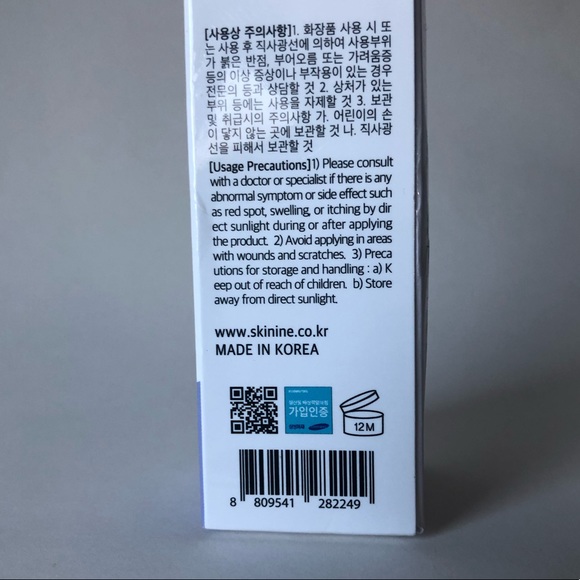 [사용상 주의사항]1. 화장품 사용 시 또
는 사용 후 직사광선에 의하여 사용부위
가 붉은 반점, 부어오름 또는 가려움증
등의 이상 증상이나 부작용이 있는 경우
전문의 등과 상담할 것 2. 상처가 있는
부위 등에는 사용을 자제할 것 3. 보관
및 취급시의 주의사항 가. 어린이의 손
이 닿지 않는 곳에 보관할 것 나. 직사광
선을 피해서 보관할 것
[Usage Precautions]1) Please consult
with a doctor or specialist if there is any
abnormal symptom or side effect such
as red spot, swelling, or itching by dir
ect sunlight during or after applying
the product. 2) Avoid applying in areas
with wounds and scratches. 3) Preca
utions for storage and handling : a) K
eep out of reach of children. b) Store
away from direct sunlight.
www.skinine.co.kr
MADE IN KOREA
가입인증
12M
8 809541 282249